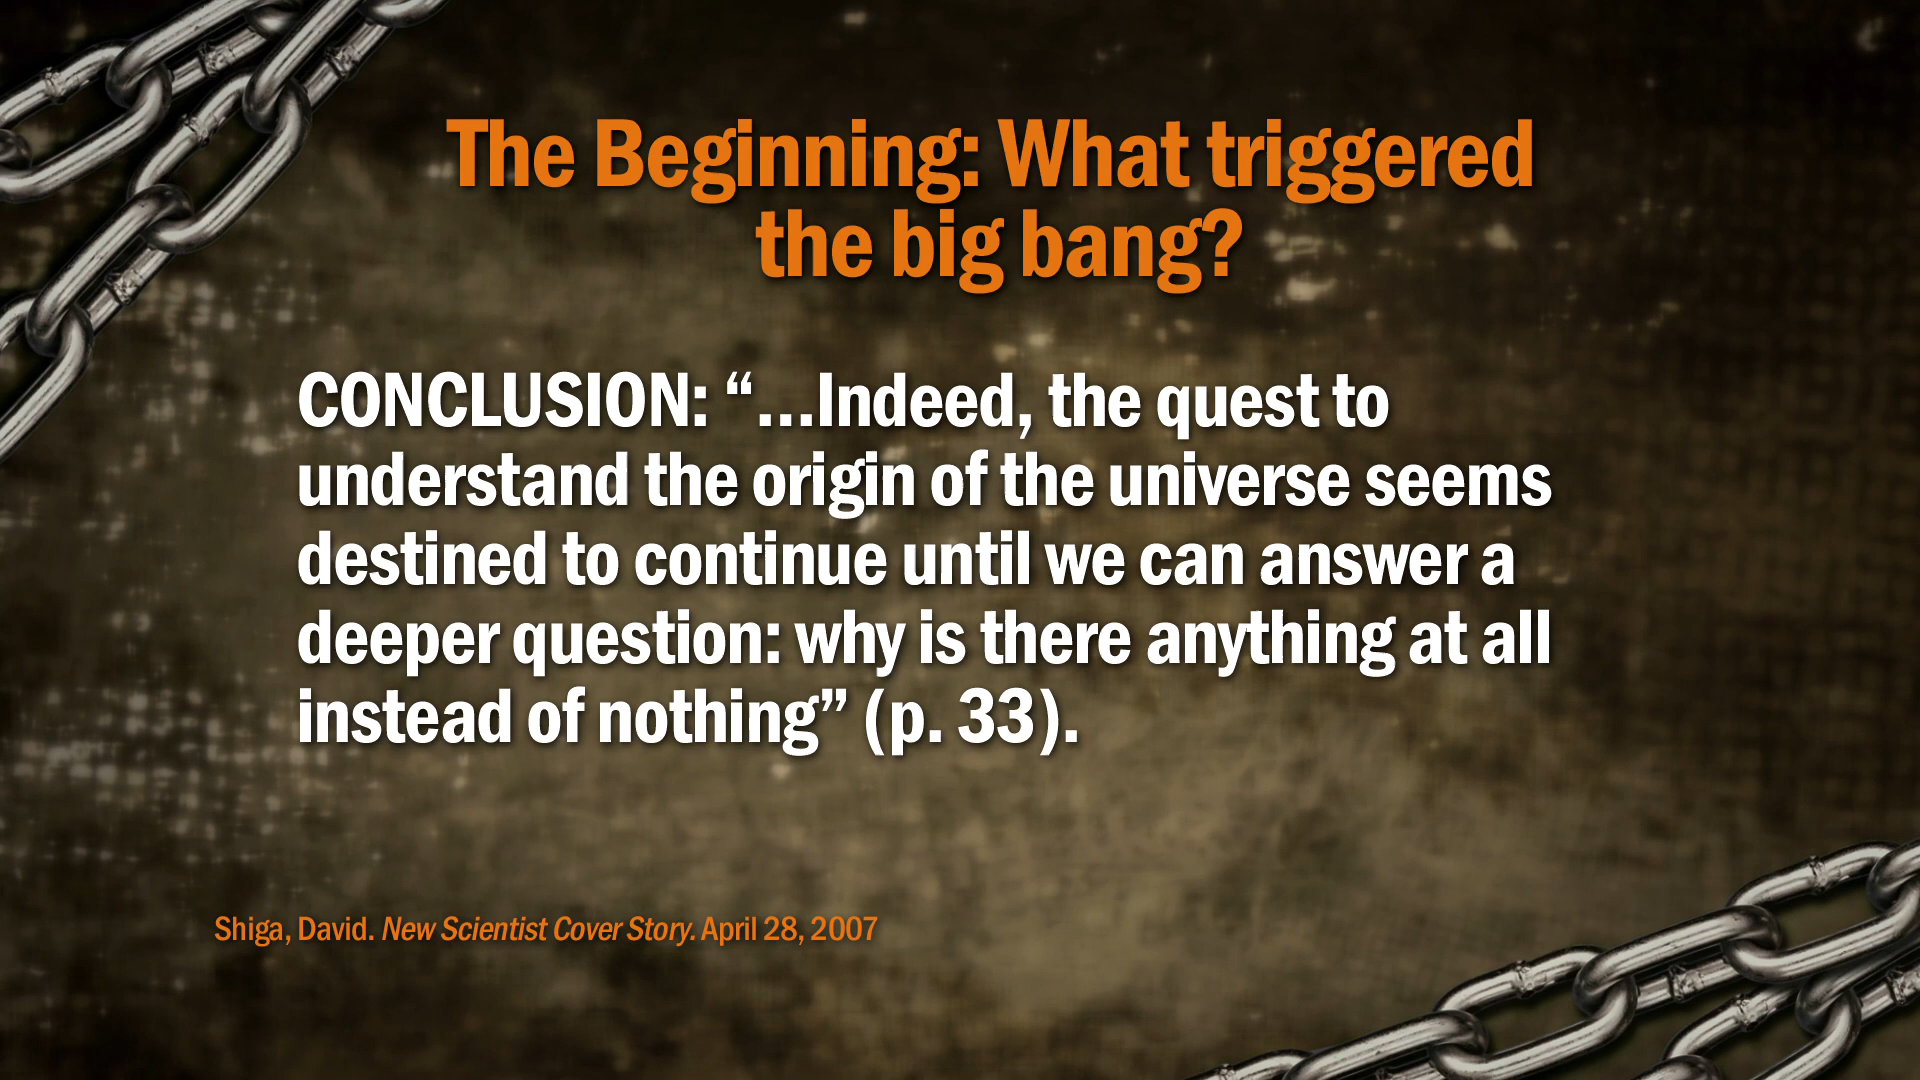 The Beginning: What triggered
the big bang?
CONCLUSION: “…Indeed, the quest to
understand the origin of the universe seems
destined to continue until we can answer a
deeper question: why is there anything at all
instead of nothing” (p. 33).
Shiga, David. New Scientist Cover Story. April 28, 2007